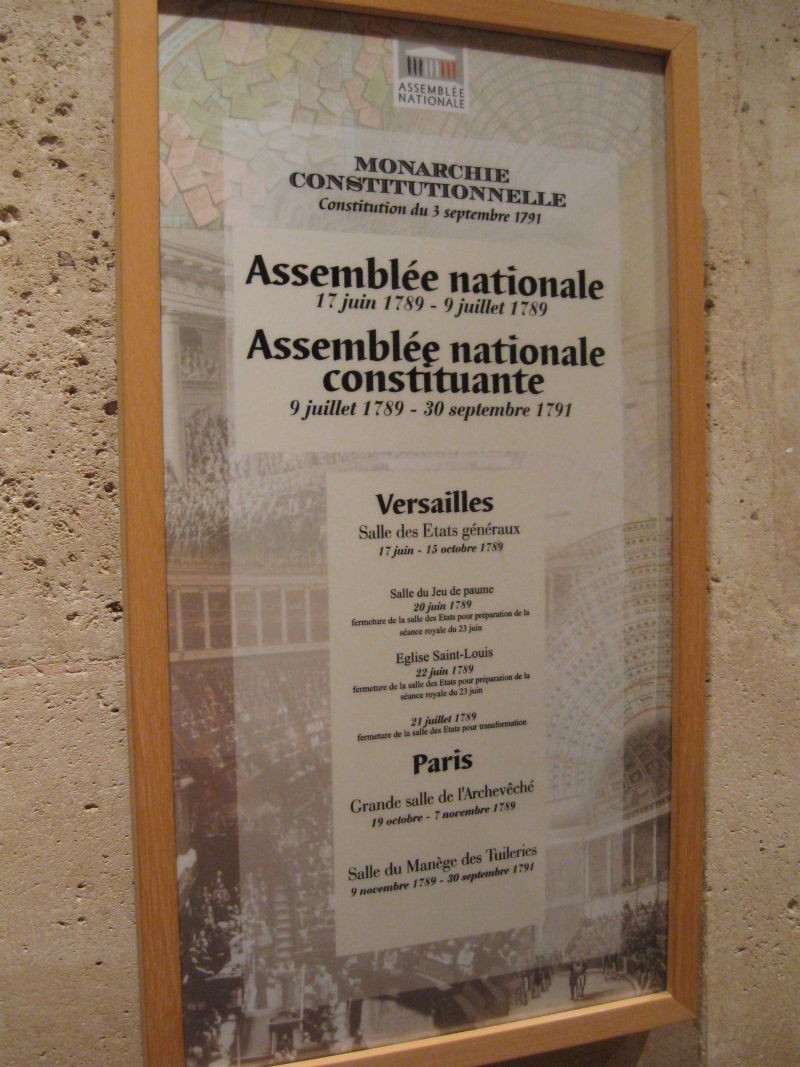 ASSEMBLÉE
NATIONALE
MONARCHIE
CONSTITUTIONNELLE
Constitution du 3 septembre 1791
Assemblée nationale
17 juin 1789 - 9 juillet 1789
Assemblée nationale
constituante
9 juillet 1789 - 30 septembre 1791
Versailles
Salle des Etats généraux
17 juin - 15 octobre 1789
Salle du Jeu de paume
20 juin 1789
fermeture de la salle des Etats pour préparation de la
séance royale du 23 juin
Eglise Saint-Louis
22 juin 1789
fermeture de la salle des Etats pour préparation de la
séance royale du 23 juin
21 juillet 1789
fermeture de la salle des Etats pour transformation
Paris
Grande salle de l'Archevêché
19 octobre - 7 novembre 1789
Salle du Manège des Tuileries
9 novembre 1789 - 30 septembre 1791